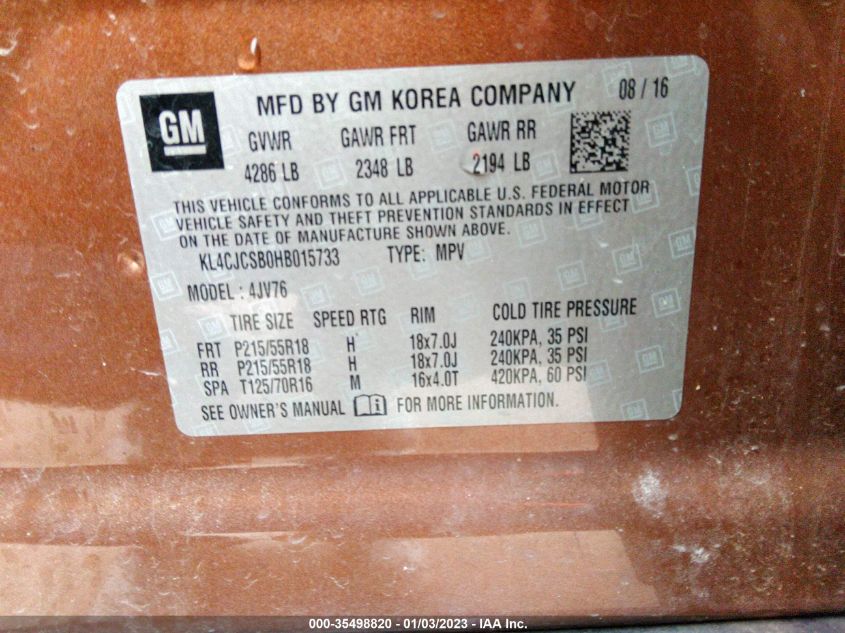 GM
MFD BY GM KOREA COMPANY 08 / 16
GVWR GAWR FRT GAWR RR
4286 LB 2348 LB 2194 LB
THIS VEHICLE CONFORMS TO ALL APPLICABLE U.S. FEDERAL MOTOR
VEHICLE SAFETY AND THEFT PREVENTION STANDARDS IN EFFECT
ON THE DATE OF MANUFACTURE SHOWN ABOVE.
KL4CJCSB0HB015733 TYPE: MPV
MODEL : 4JV76
TIRE SIZE SPEED RTG RIM COLD TIRE PRESSURE
FRT P215/55R18 H 18x7.0J 240KPA, 35 PSI
RR P215/55R18 H 18x7.0J 240KPA, 35 PSI
SPA T125/70R16 M 16x4.0T 420KPA, 60 PSI
SEE OWNER'S MANUAL FOR MORE INFORMATION.
000-35498820 - 01/03/2023 - IAA Inc.